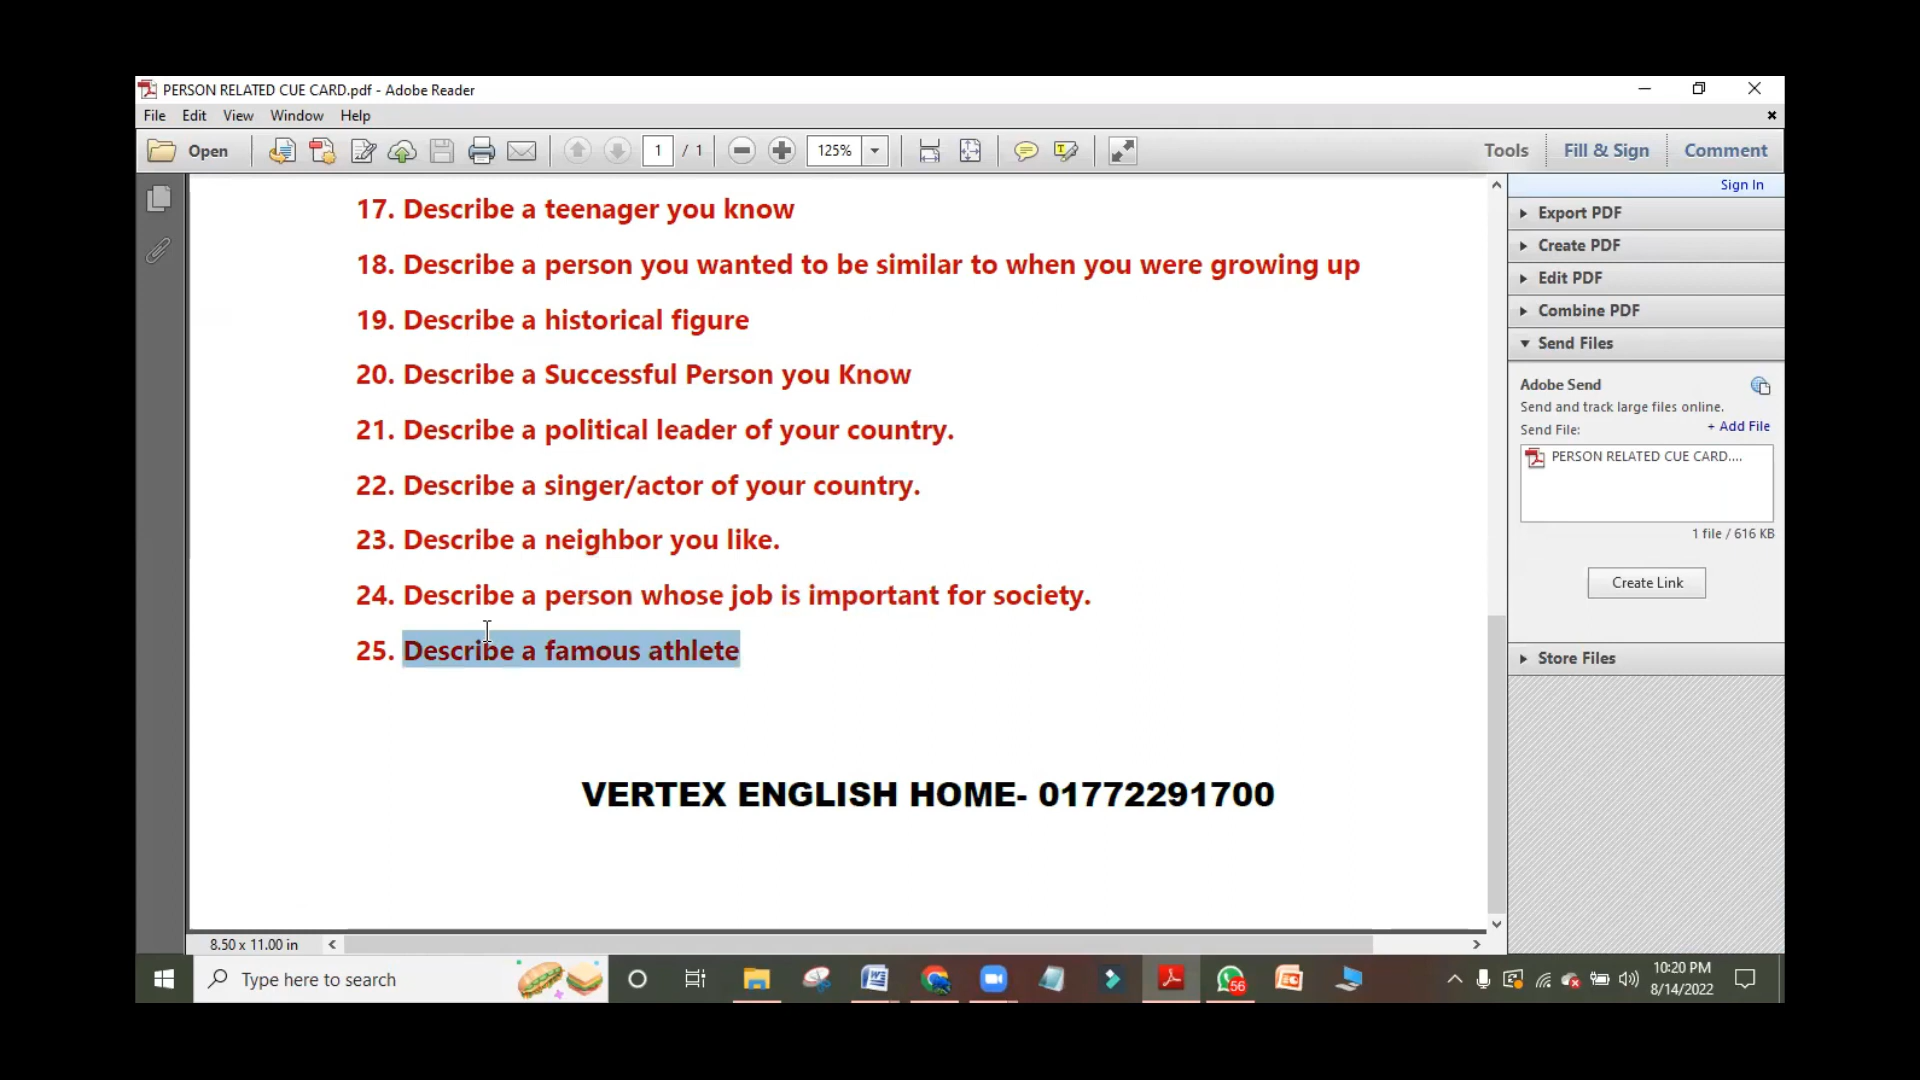 PERSON RELATED CUE CARD.pdf - Adobe Reader
File Edit View Window Help
Open 1 / 1 125% Tools Fill & Sign Comment
Sign In
17. Describe a teenager you know
18. Describe a person you wanted to be similar to when you were growing up
19. Describe a historical figure
20. Describe a Successful Person you Know
21. Describe a political leader of your country.
22. Describe a singer/actor of your country.
23. Describe a neighbor you like.
24. Describe a person whose job is important for society.
25. Describe a famous athlete
VERTEX ENGLISH HOME- 01772291700
Export PDF
Create PDF
Edit PDF
Combine PDF
Send Files
Adobe Send
Send and track large files online.
Send File: + Add File
PERSON RELATED CUE CARD....
1 file / 616 KB
Create Link
Store Files
8.50 x 11.00 in
Type here to search
56
10:20 PM
8/14/2022